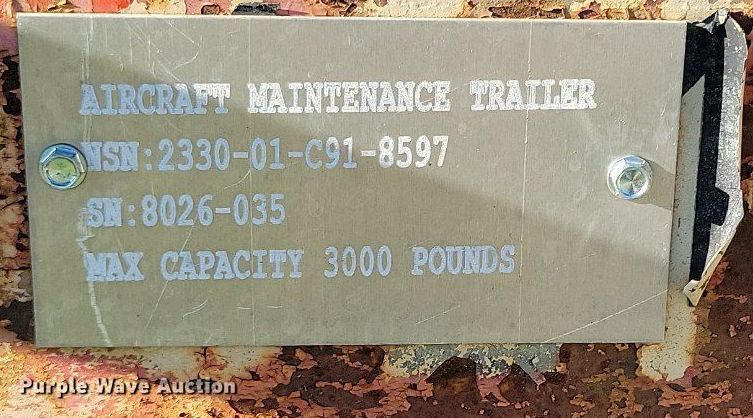 AIRCRAFT MAINTENANCE TRAILER
NSN:2330-01-C91-8597
SN:8026-035
MAX CAPACITY 3000 POUNDS
Purple Wave Auction